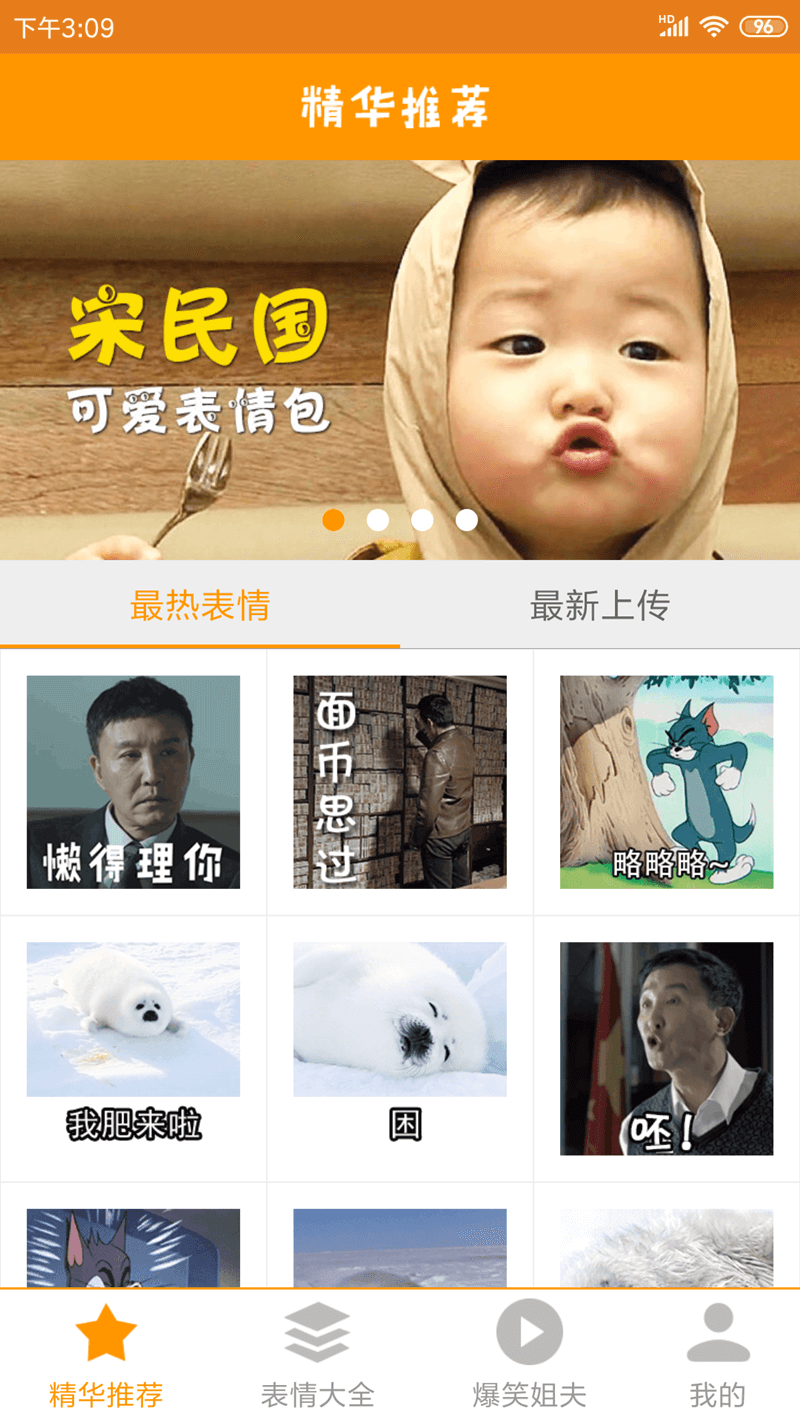 下午3:09
HD
96
精华推荐
宋民国
可爱表情包
最热表情
最新上传
懒得理你
面币思过
略略略~
我肥来啦
困
呸!
精华推荐
表情大全
爆笑姐夫
我的